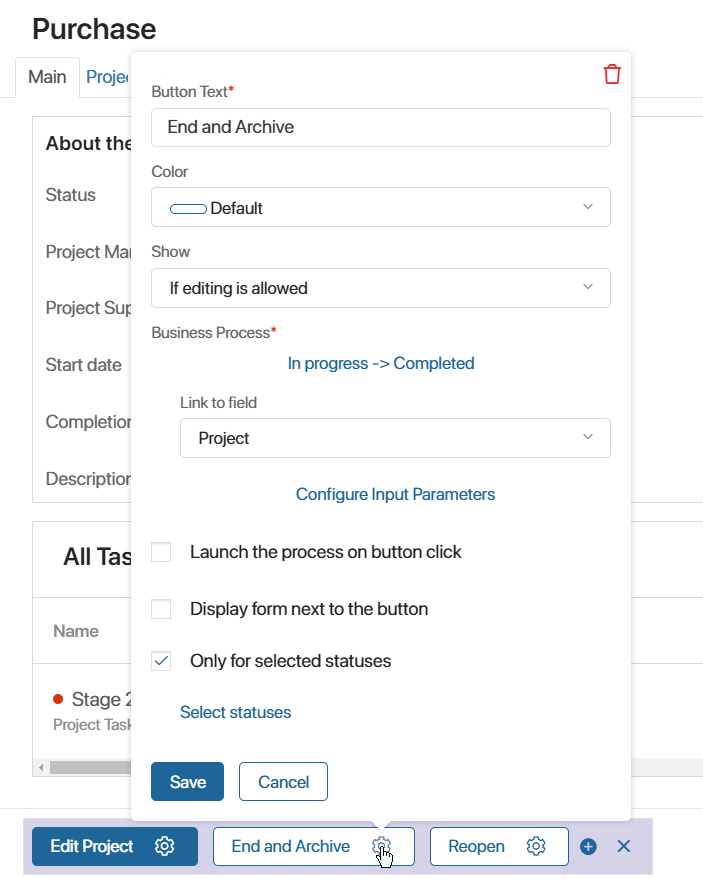 Purchase
Main
Projec
Button Text*
End and Archive
About the
Status
Color
Default
Project Mar
Show
If editing is allowed
Project Sup
Business Process*
Start date
In progress -> Completed
Link to field
Completion
Project
Description
Configure Input Parameters
All Tas
Launch the process on button click
Name
Display form next to the button
Only for selected statuses
Stage 2
Project Task
Select statuses
Save
Cancel
Edit Project
End and Archive
Reopen